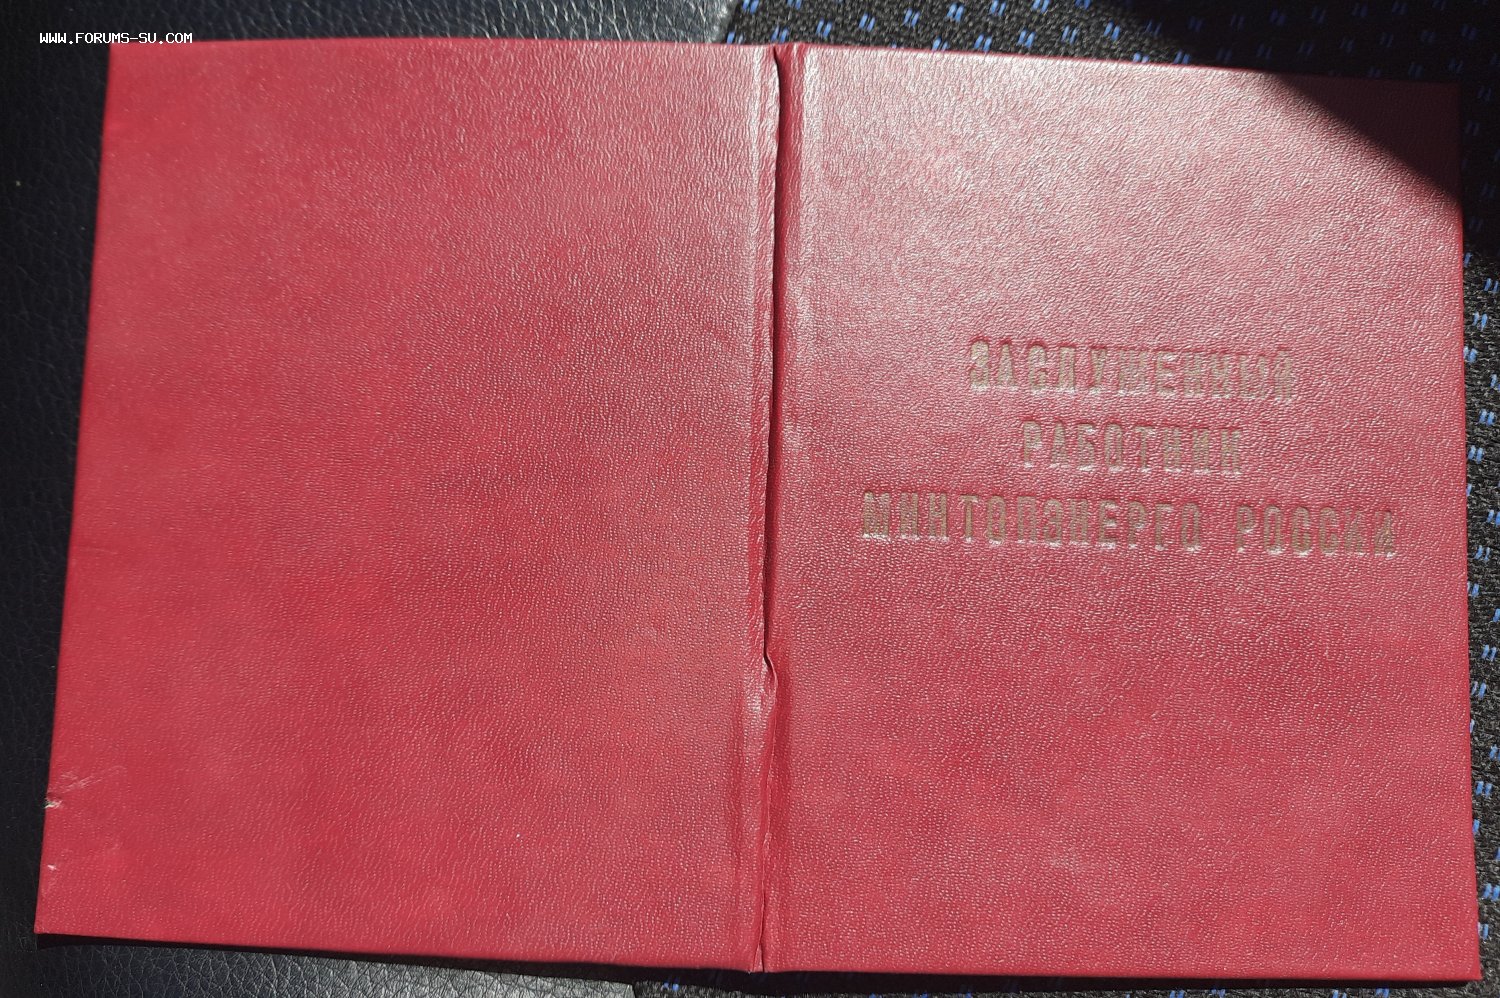 WWW.FORUMS-SU.COM
ЗАСЛУЖЕННЫЙ
РАБОТНИК
МИНТОПЭНЕРГО РОССИИ